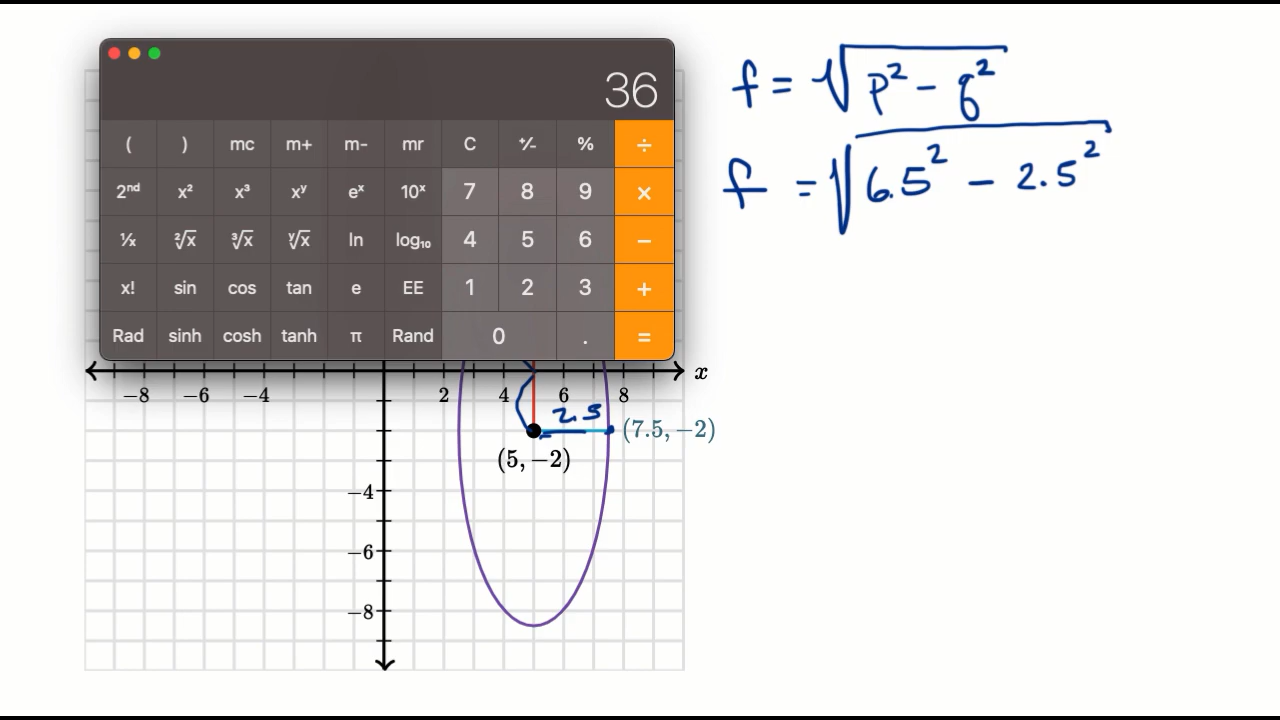 36
( ) mc m+ m- mr C +/- % ÷
2nd x² x³ xʸ eˣ 10ˣ 7 8 9 ×
¹/x ²√x ³√x ʸ√x ln log₁₀ 4 5 6 −
x! sin cos tan e EE 1 2 3 +
Rad sinh cosh tanh π Rand 0 . =
f = √(p² − q²)
f = √(6.5² − 2.5²)
x
−8 −6 −4 2 4 6 8
2.5
(7.5, −2)
(5, −2)
−4
−6
−8